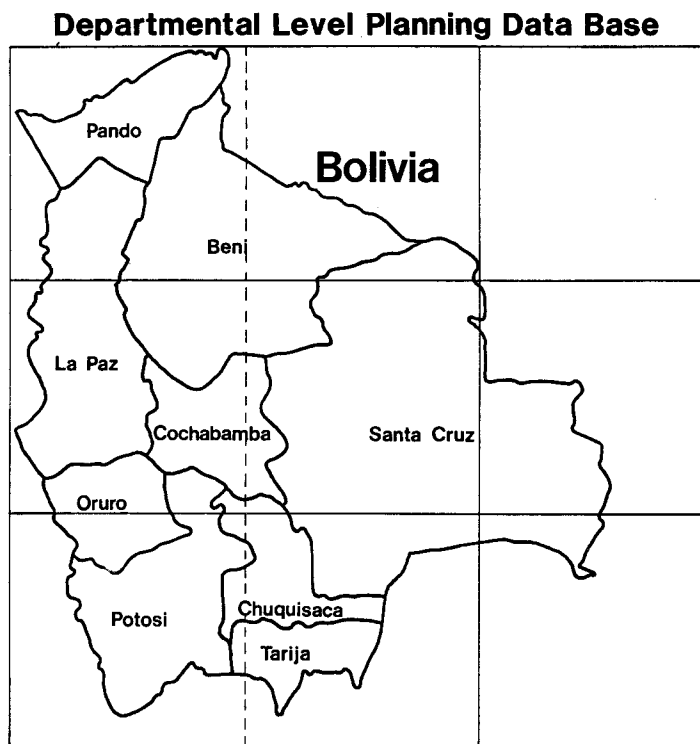 Departmental Level Planning Data Base
Pando
Bolivia
Beni
La Paz
Cochabamba
Santa Cruz
Oruro
Chuquisaca
Potosi
Tarija